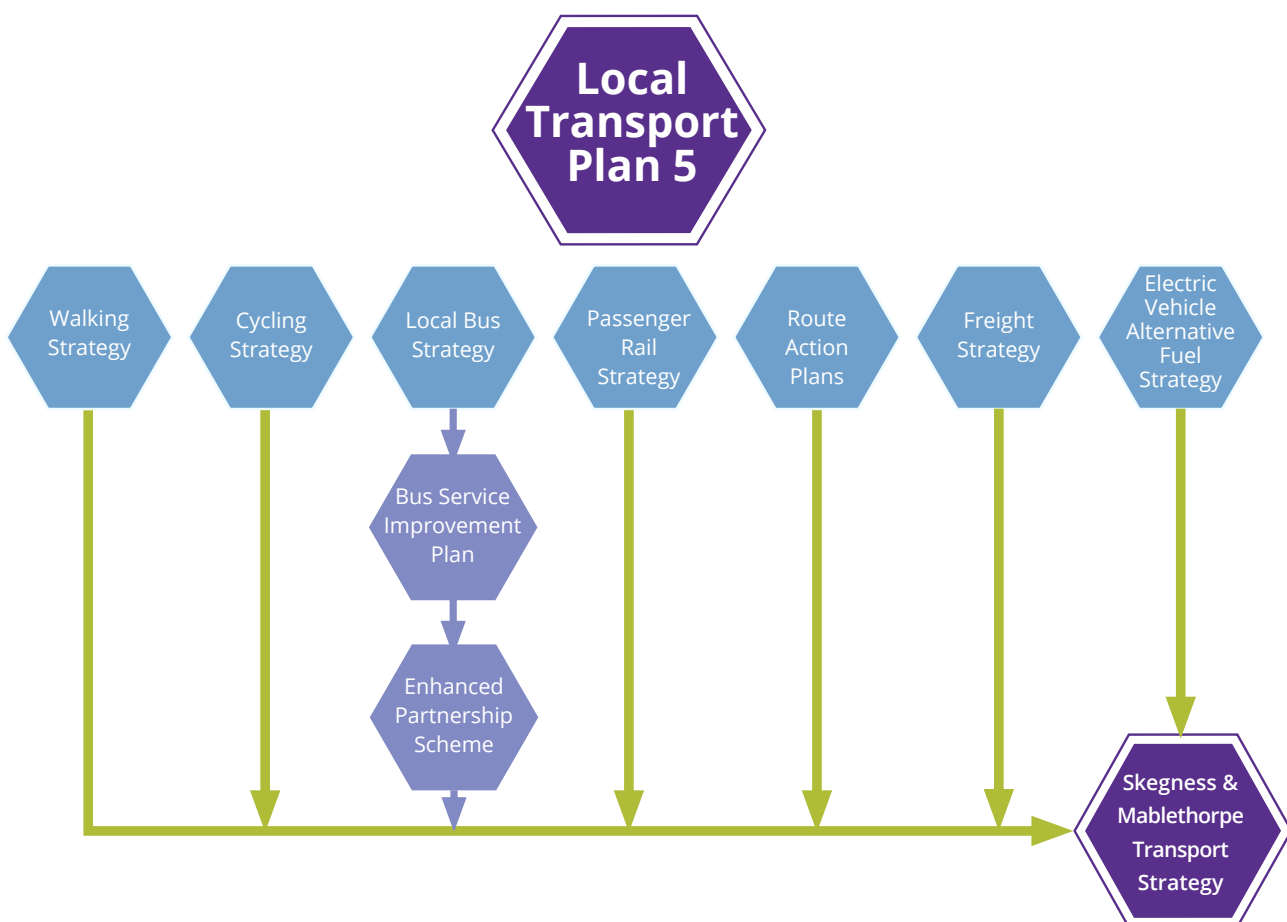 Local
Transport
Plan 5
Walking
Strategy
Cycling
Strategy
Local Bus
Strategy
Passenger
Rail
Strategy
Route
Action
Plans
Freight
Strategy
Electric
Vehicle
Alternative
Fuel
Strategy
Bus Service
Improvement
Plan
Enhanced
Partnership
Scheme
Skegness &
Mablethorpe
Transport
Strategy